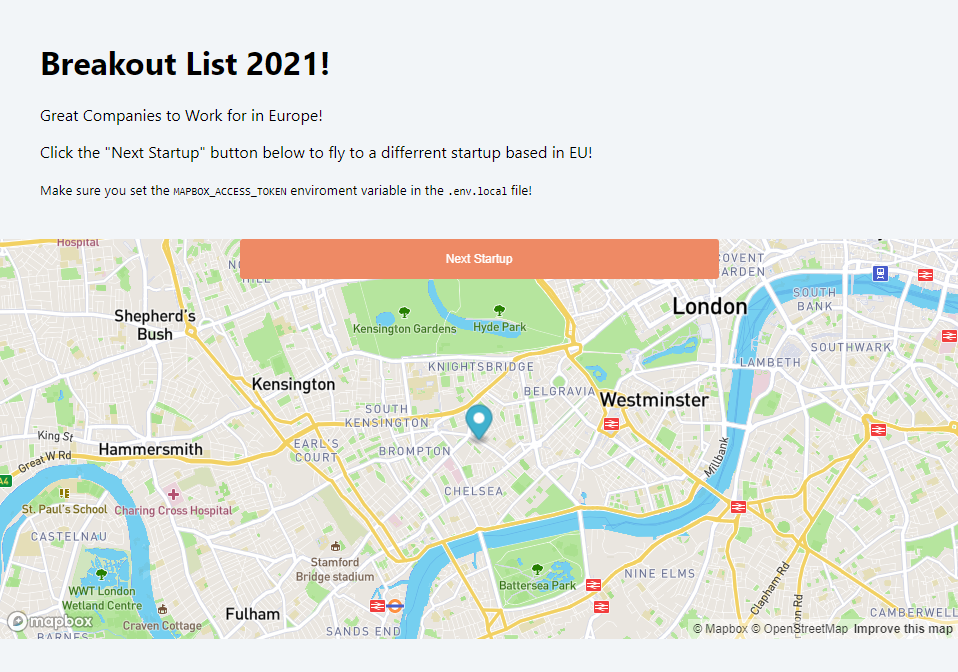 Breakout List 2021!
Great Companies to Work for in Europe!
Click the "Next Startup" button below to fly to a differrent startup based in EU!
Make sure you set the MAPBOX_ACCESS_TOKEN enviroment variable in the .env.local file!
Hospital
Next Startup
COVENT
GARDEN
HILL
London
SOUTH
BANK
Shepherd's
Bush
Kensington Gardens
Hyde Park
SOUTHWARK
LAMBETH
KNIGHTSBRIDGE
Kensington
BELGRAVIA
Westminster
SOUTH
KENSINGTON
King St
Hammersmith
EARL'S
COURT
BROMPTON
Great W Rd
Millbank
A4
CHELSEA
St. Paul's School
Charing Cross Hospital
CASTELNAU
Stamford
Bridge stadium
NINE ELMS
Battersea Park
WWT London
Wetland Centre
Clapham Rd
Fulham
CAMBERWELL
mapbox
Craven Cottage
BARNES
SANDS END
© Mapbox © OpenStreetMap Improve this map